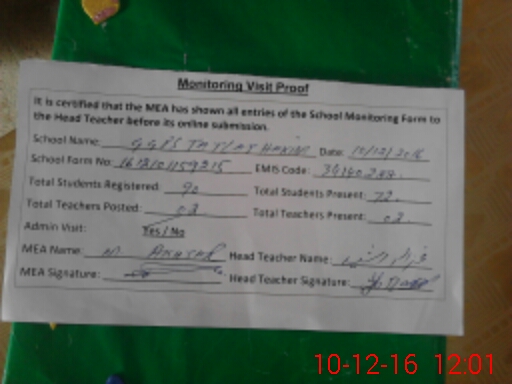 Monitoring Visit Proof
It is certified that the MEA has shown all entries of the School Monitoring Form to
the Head Teacher before its online submission.
School Name: GGPS Date: 10/12/2016
School Form No: EMIS Code:
Total Students Registered: 90 Total Students Present: 72
Total Teachers Posted: 02 Total Teachers Present: 02
Admin Visit: Yes / No
MEA Name: M Head Teacher Name:
MEA Signature: Head Teacher Signature:
10-12-16 12:01